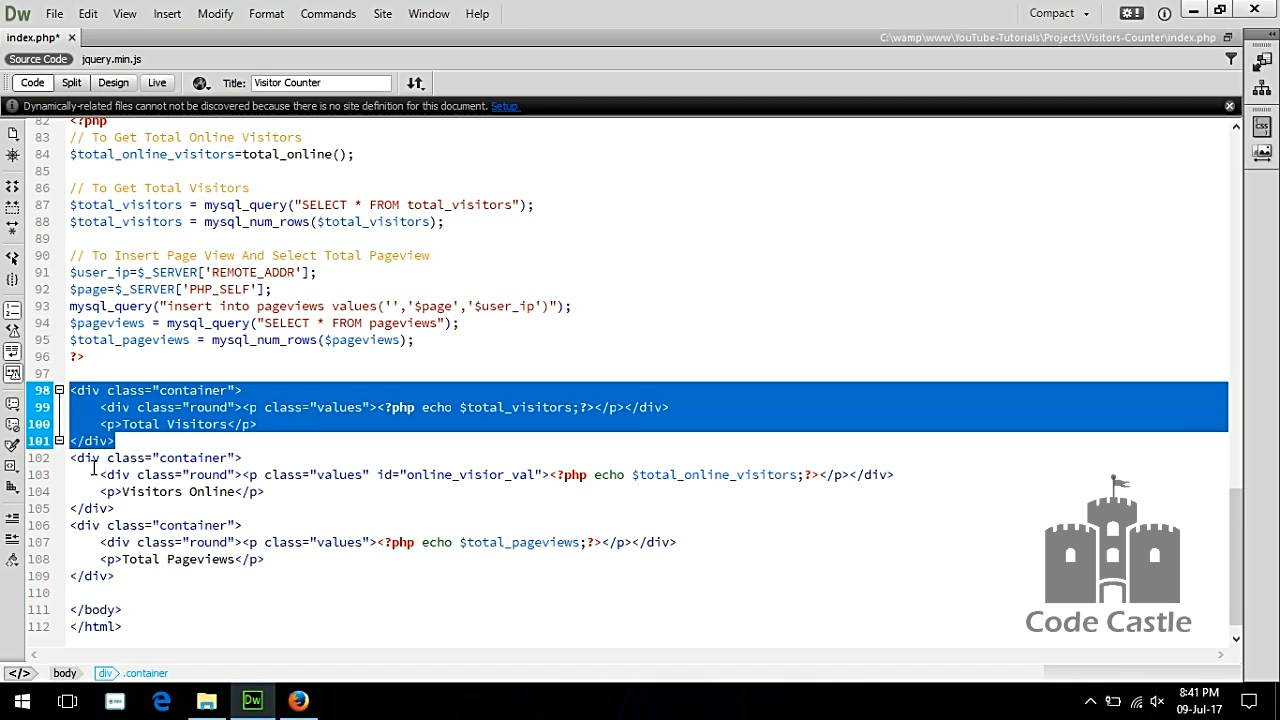 Dw File Edit View Insert Modify Format Commands Site Window Help Compact
index.php* C:\wamp\www\YouTube-Tutorials\Projects\Visitors-Counter\index.php
Source Code jquery.min.js
Code Split Design Live Title: Visitor Counter
Dynamically-related files cannot be discovered because there is no site definition for this document. Setup
82 <?php
83 // To Get Total Online Visitors
84 $total_online_visitors=total_online();
85
86 // To Get Total Visitors
87 $total_visitors = mysql_query("SELECT * FROM total_visitors");
88 $total_visitors = mysql_num_rows($total_visitors);
89
90 // To Insert Page View And Select Total Pageview
91 $user_ip=$_SERVER['REMOTE_ADDR'];
92 $page=$_SERVER['PHP_SELF'];
93 mysql_query("insert into pageviews values('','$page','$user_ip')");
94 $pageviews = mysql_query("SELECT * FROM pageviews");
95 $total_pageviews = mysql_num_rows($pageviews);
96 ?>
97
98 <div class="container">
99 <div class="round"><p class="values"><?php echo $total_visitors;?></p></div>
100 <p>Total Visitors</p>
101 </div>
102 <div class="container">
103 <div class="round"><p class="values" id="online_visior_val"><?php echo $total_online_visitors;?></p></div>
104 <p>Visitors Online</p>
105 </div>
106 <div class="container">
107 <div class="round"><p class="values"><?php echo $total_pageviews;?></p></div>
108 <p>Total Pageviews</p>
109 </div>
110
111 </body>
112 </html>
Code Castle
</> body div .container
Dw 8:41 PM
09-Jul-17